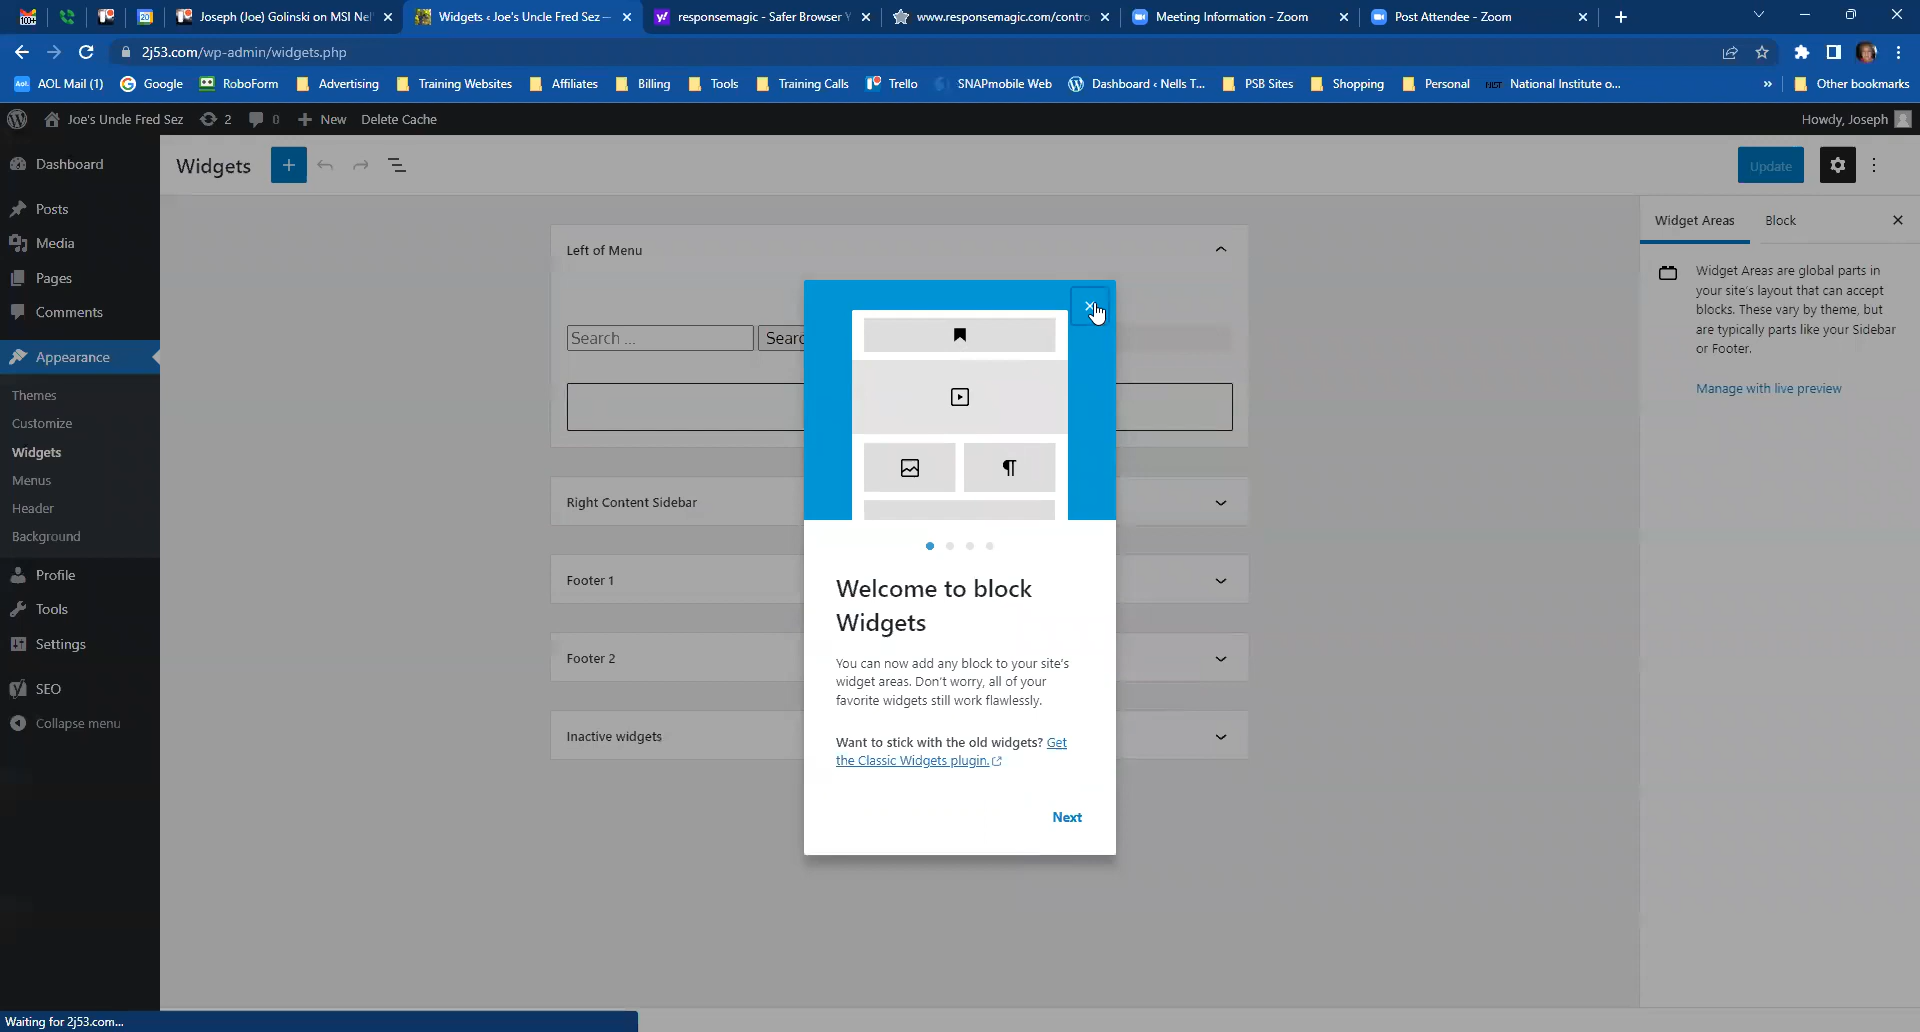 100+
20
Joseph (Joe) Golinski on MSI Nel
Widgets ‹ Joe's Uncle Fred Sez —
responsemagic - Safer Browser
www.responsemagic.com/contro
Meeting Information - Zoom
Post Attendee - Zoom
2j53.com/wp-admin/widgets.php
Aol.
AOL Mail (1)
Google
RoboForm
Advertising
Training Websites
Affiliates
Billing
Tools
Training Calls
Trello
SNAPmobile Web
Dashboard ‹ Nells T...
PSB Sites
Shopping
Personal
NIST
National Institute o...
»
Other bookmarks
Joe's Uncle Fred Sez
2
0
New
Delete Cache
Howdy, Joseph
Dashboard
Posts
Media
Pages
Comments
Appearance
Themes
Customize
Widgets
Menus
Header
Background
Profile
Tools
Settings
SEO
Collapse menu
Widgets
Update
Left of Menu
Search ...
Searc
Right Content Sidebar
Footer 1
Footer 2
Inactive widgets
Welcome to block
Widgets
You can now add any block to your site's
widget areas. Don't worry, all of your
favorite widgets still work flawlessly.
Want to stick with the old widgets? Get
the Classic Widgets plugin.
Next
Widget Areas
Block
Widget Areas are global parts in
your site's layout that can accept
blocks. These vary by theme, but
are typically parts like your Sidebar
or Footer.
Manage with live preview
Waiting for 2j53.com...